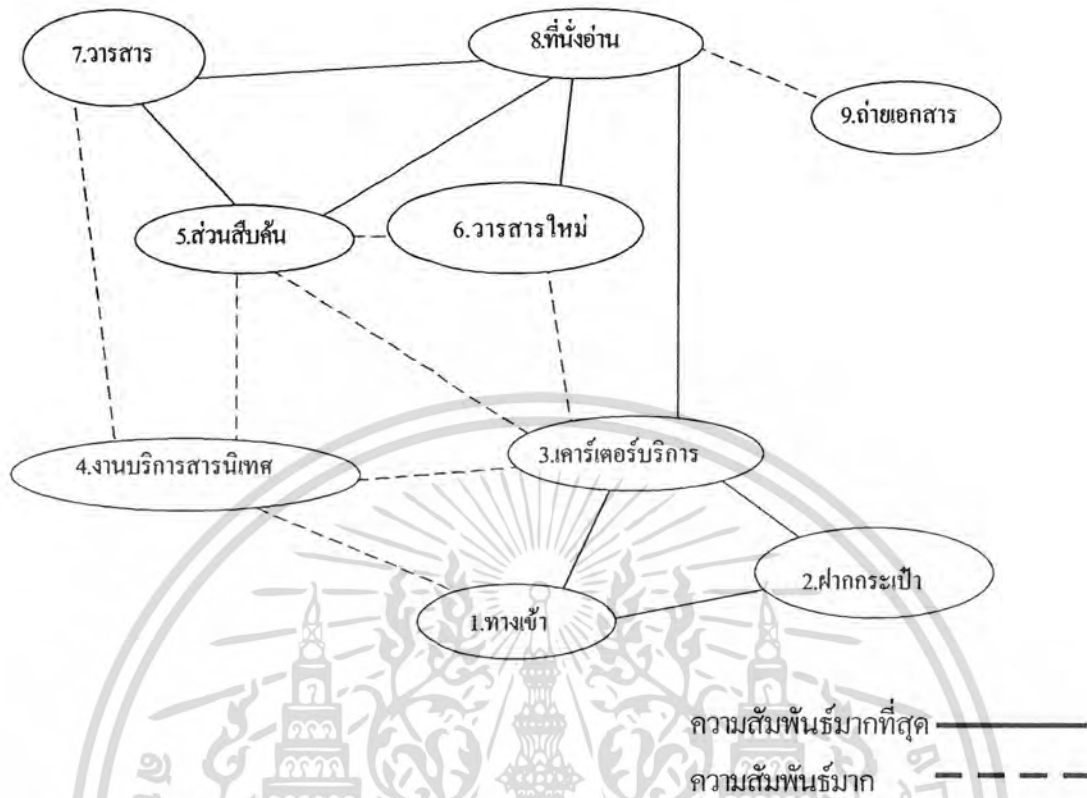 7.วารสาร
8.ที่นั่งอ่าน
9.ถ่ายเอกสาร
5.ส่วนสืบค้น
6.วารสารใหม่
4.งานบริการสารนิเทศ
3.เคาร์เตอร์บริการ
2.ฝากกระเป๋า
1.ทางเข้า
ความสัมพันธ์มากที่สุด
ความสัมพันธ์มาก